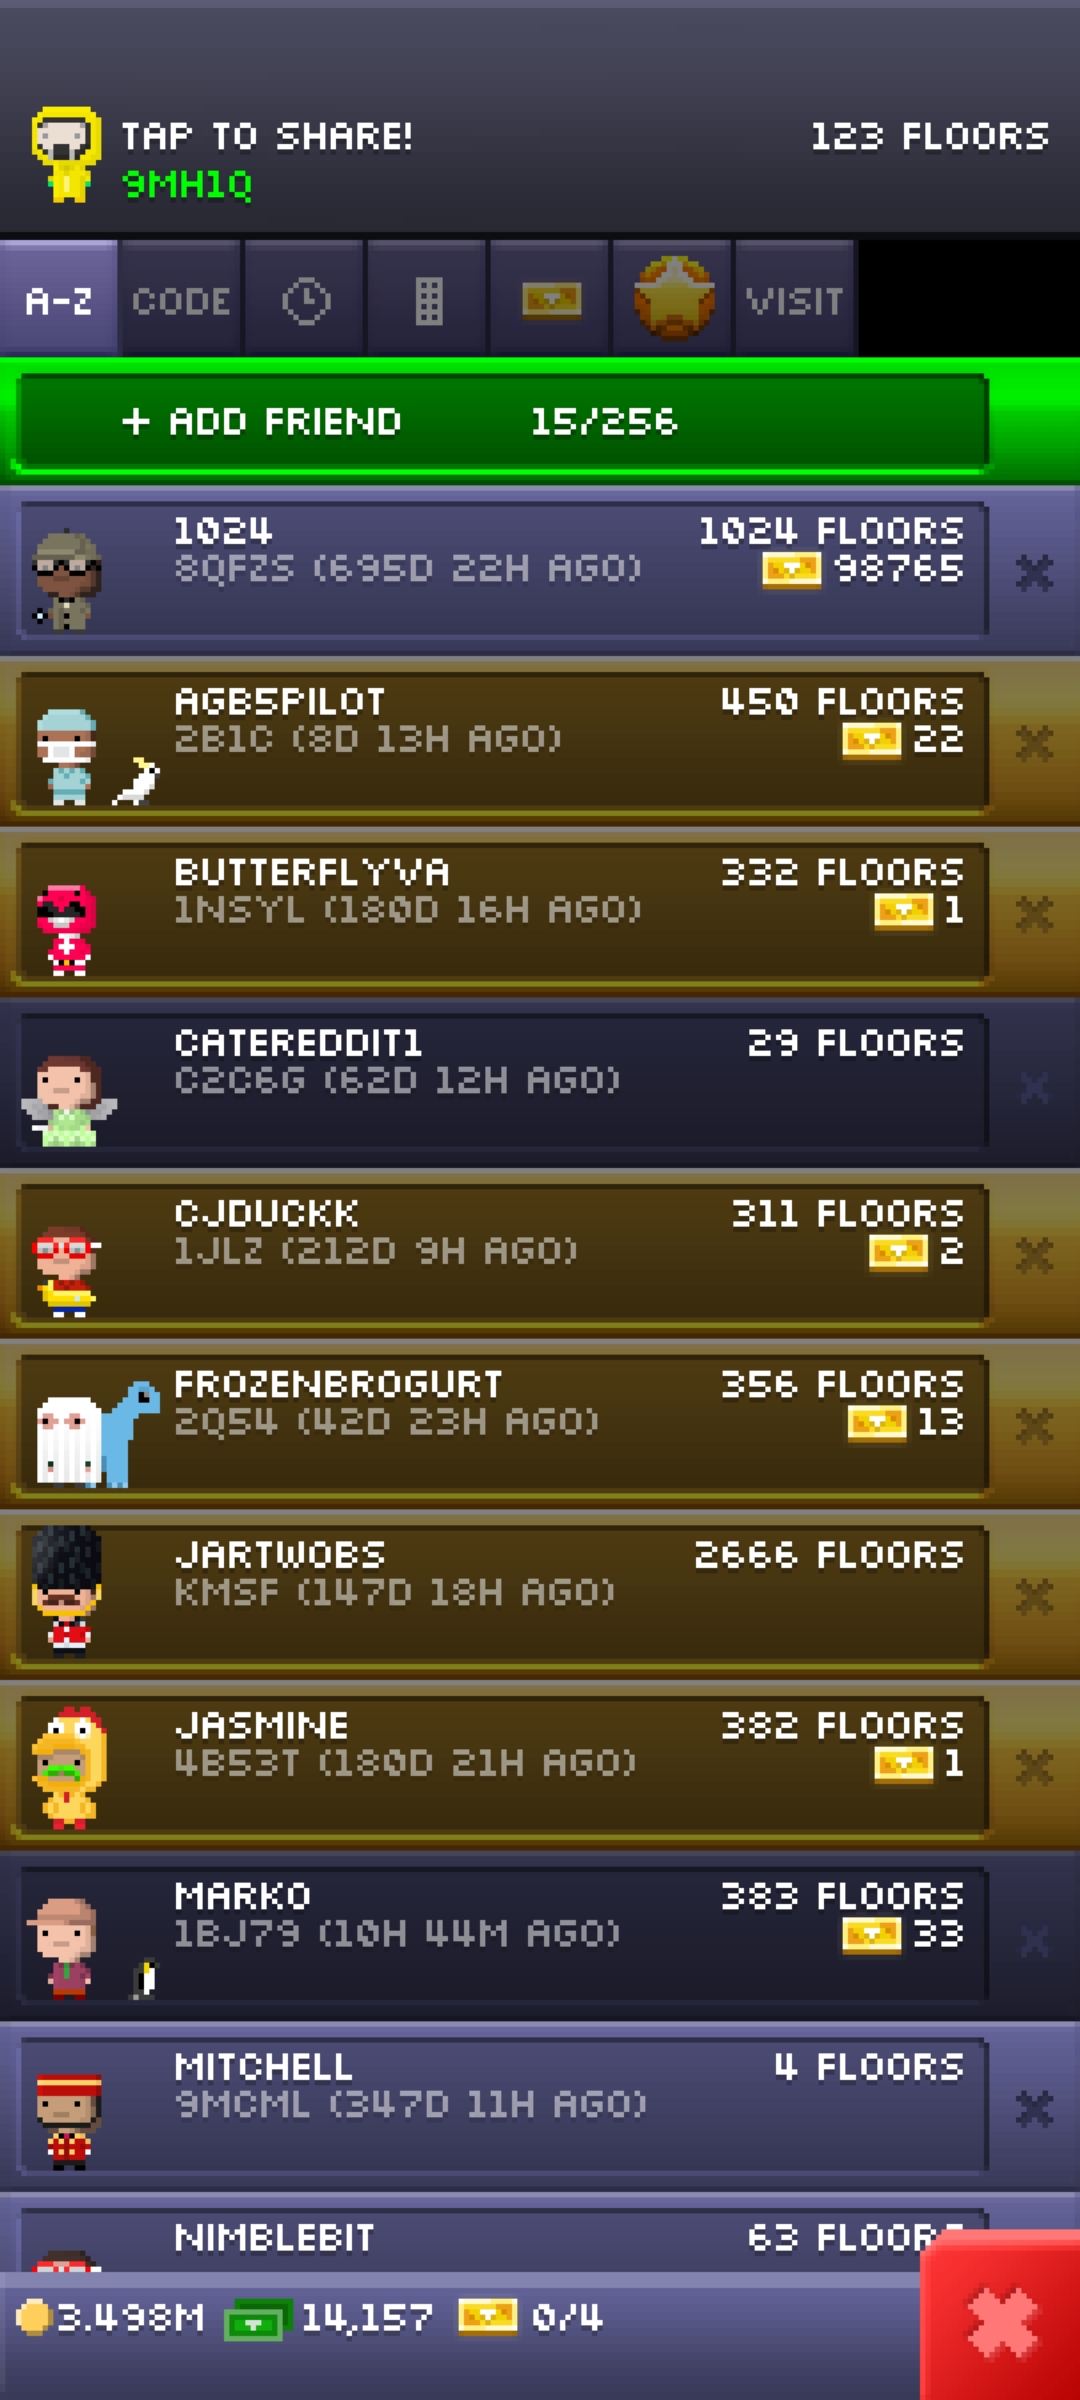 TAP TO SHARE!
123 FLOORS
9MH1Q
A-Z CODE VISIT
+ ADD FRIEND 15/256
1024 1024 FLOORS
8QFZS (695D 22H AGO) 98765
AGB5PILOT 450 FLOORS
2B1C (8D 13H AGO) 22
BUTTERFLYVA 332 FLOORS
1NSYL (180D 16H AGO) 1
CATEREDDIT1 29 FLOORS
C2C6G (62D 12H AGO)
CJDUCKK 311 FLOORS
1JLZ (212D 9H AGO) 2
FROZENBROGURT 356 FLOORS
2Q54 (42D 23H AGO) 13
JARTWOBS 2666 FLOORS
KMSF (147D 18H AGO)
JASMINE 382 FLOORS
4B53T (180D 21H AGO) 1
MARKO 383 FLOORS
1BJ79 (10H 44M AGO) 33
MITCHELL 4 FLOORS
9MCML (347D 11H AGO)
NIMBLEBIT 63 FLOORS
3.498M 14,157 0/4